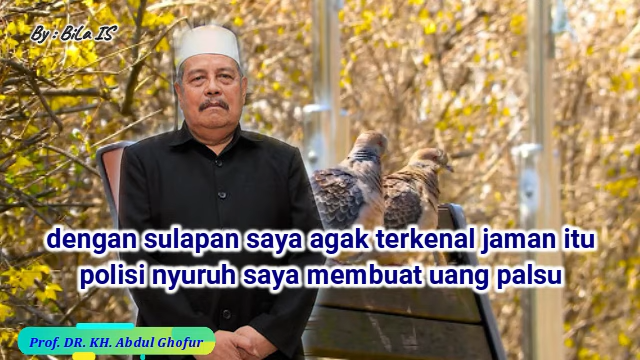 By : BiLa IS
dengan sulapan saya agak terkenal jaman itu
polisi nyuruh saya membuat uang palsu
Prof. DR. KH. Abdul Ghofur